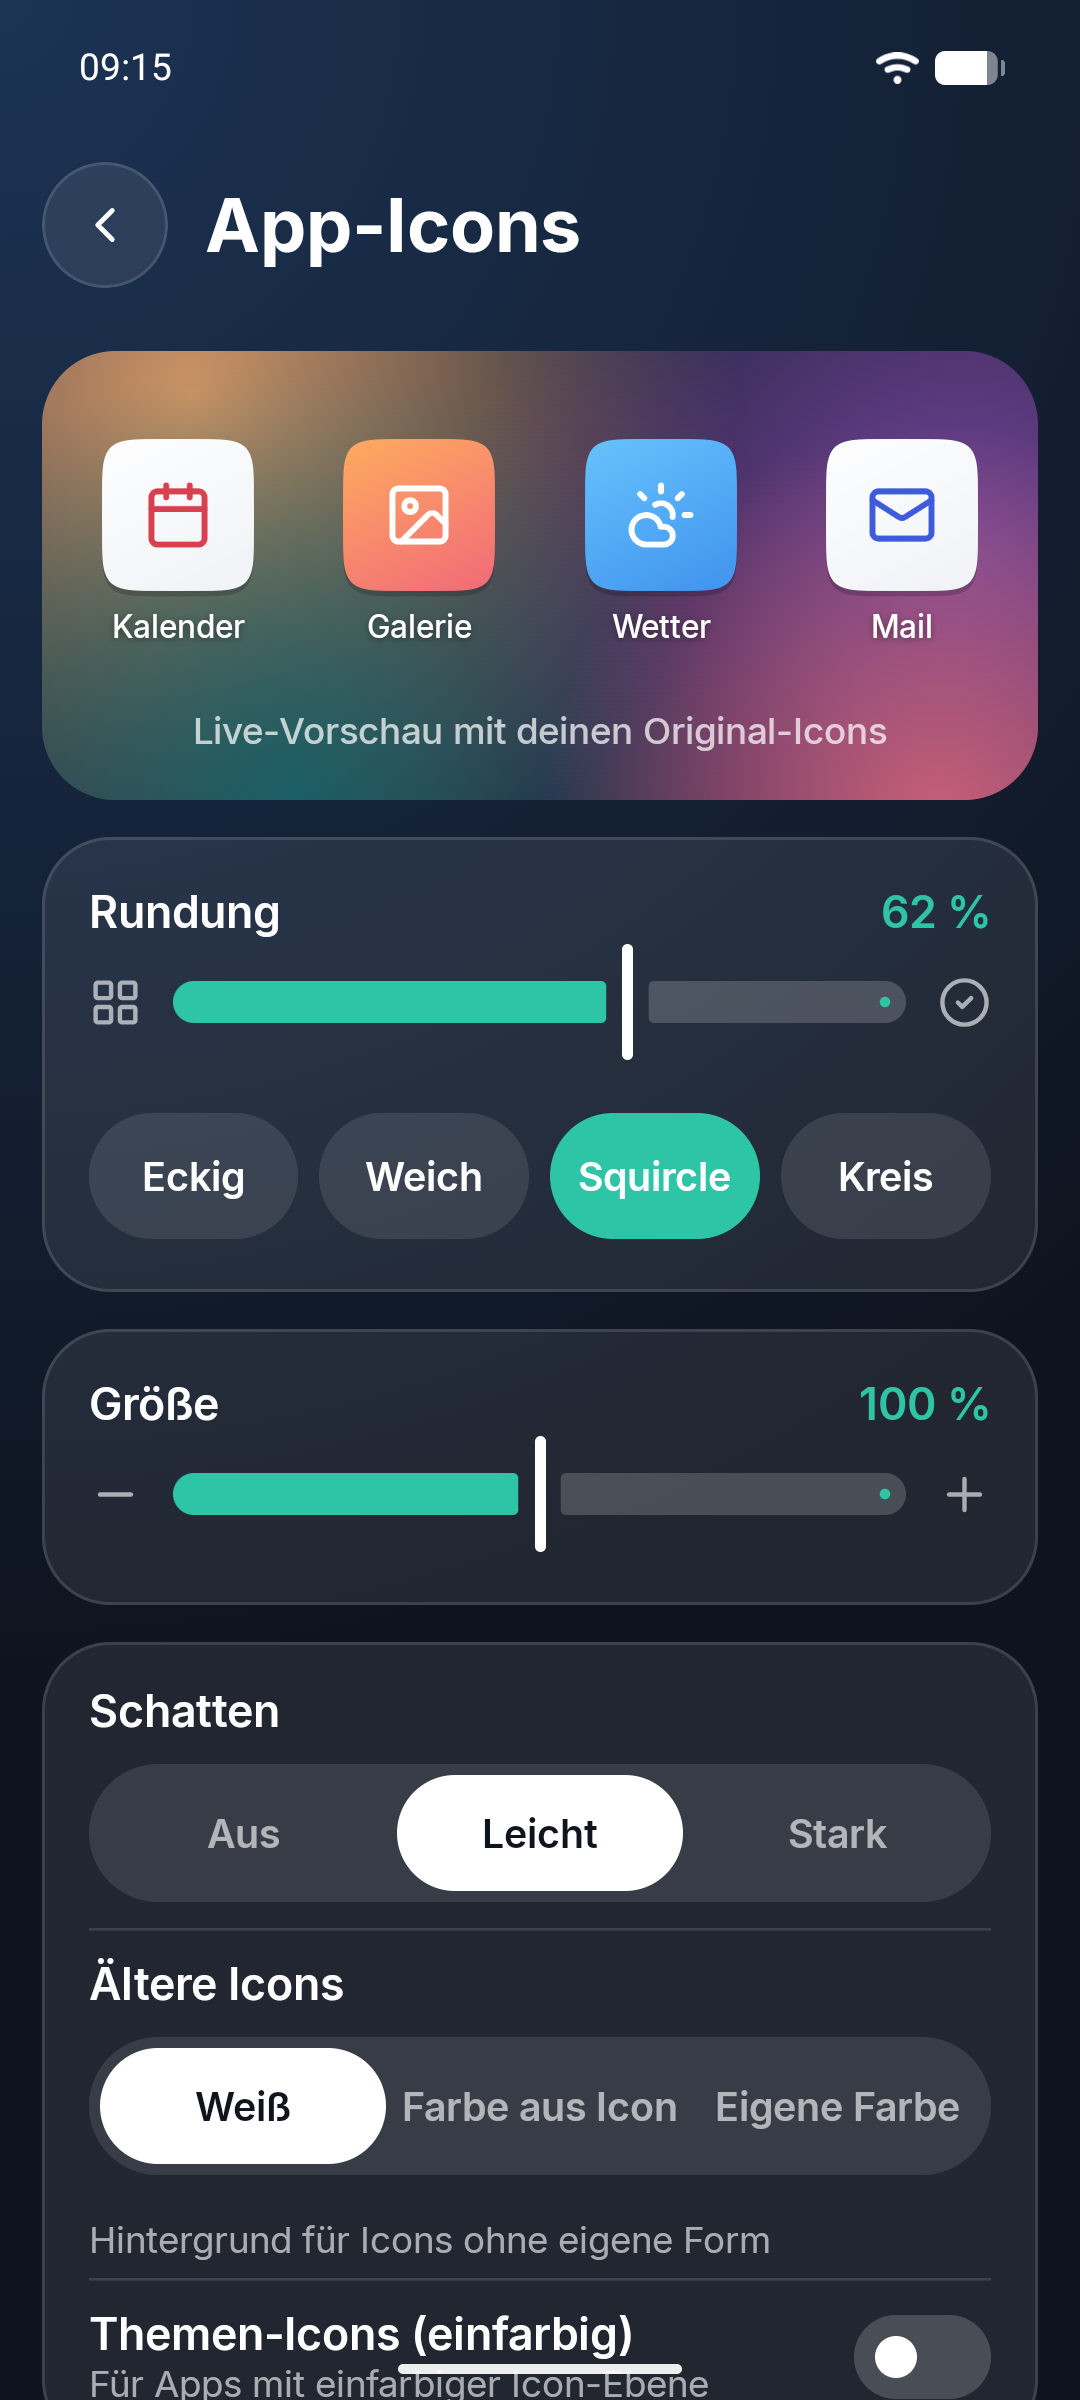 09:15
App-Icons
Kalender Galerie Wetter Mail
Live-Vorschau mit deinen Original-Icons
Rundung 62 %
Eckig Weich Squircle Kreis
Größe 100 %
Schatten
Aus Leicht Stark
Ältere Icons
Weiß Farbe aus Icon Eigene Farbe
Hintergrund für Icons ohne eigene Form
Themen-Icons (einfarbig)
Für Apps mit einfarbiger Icon-Ebene